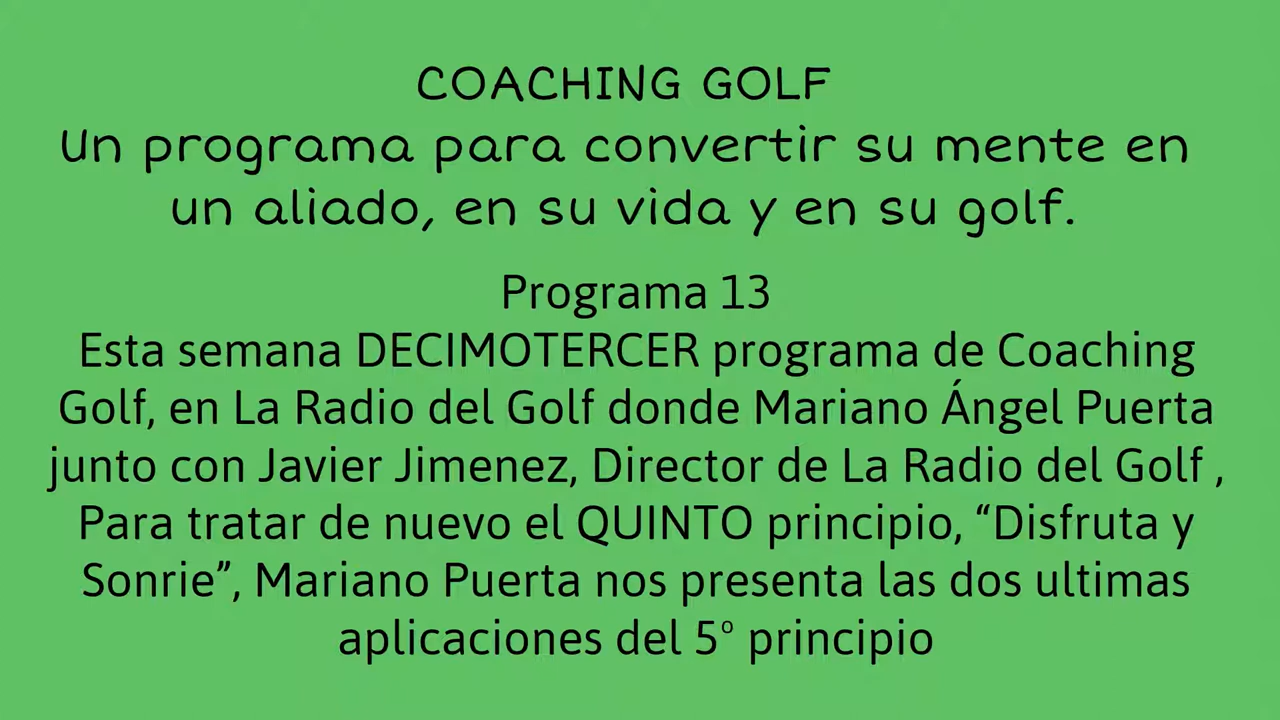 COACHING GOLF
Un programa para convertir su mente en
un aliado, en su vida y en su golf.
Programa 13
Esta semana DECIMOTERCER programa de Coaching
Golf, en La Radio del Golf donde Mariano Ángel Puerta
junto con Javier Jimenez, Director de La Radio del Golf ,
Para tratar de nuevo el QUINTO principio, “Disfruta y
Sonrie”, Mariano Puerta nos presenta las dos ultimas
aplicaciones del 5º principio